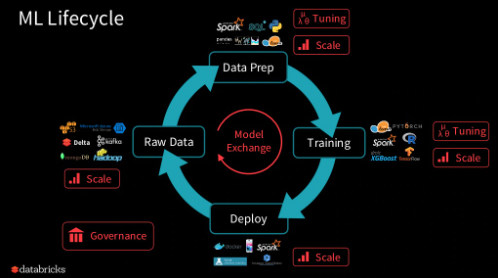 ML Lifecycle
Spark SQL
Tuning
Scale
Data Prep
Raw Data
Model
Exchange
Training
Delta
kafka
mongoDB
hadoop
Scale
PYTORCH
Spark
XGBoost
TensorFlow
Tuning
Scale
Deploy
docker
Spark
Scale
Governance
databricks